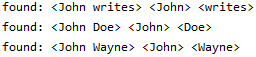 found: <John writes> <John> <writes>
found: <John Doe> <John> <Doe>
found: <John Wayne> <John> <Wayne>